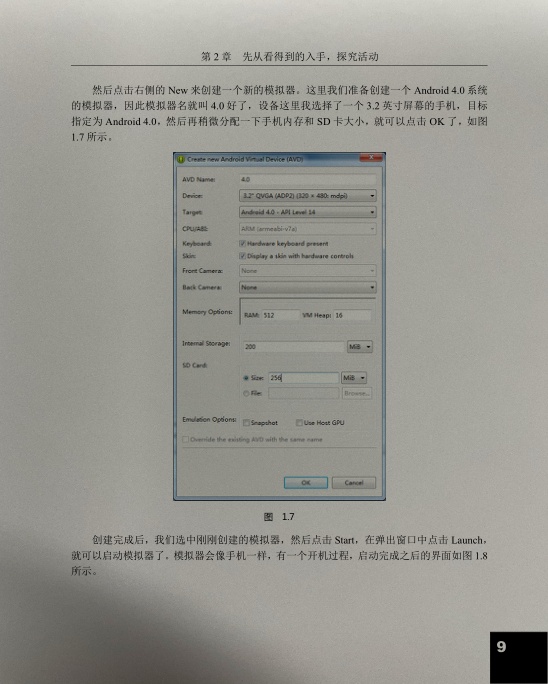 第 2 章 先从看得到的入手，探究活动
然后点击右侧的 New 来创建一个新的模拟器。这里我们准备创建一个 Android 4.0 系统
的模拟器，因此模拟器名就叫 4.0 好了，设备这里我选择了一个 3.2 英寸屏幕的手机，目标
指定为 Android 4.0，然后再稍微分配一下手机内存和 SD 卡大小，就可以点击 OK 了。如图
1.7 所示。
Create new Android Virtual Device (AVD)
AVD Name: 4.0
Device: 3.2" QVGA (ADP2) (320 × 480: mdpi)
Target: Android 4.0 - API Level 14
CPU/ABI: ARM (armeabi-v7a)
Keyboard: Hardware keyboard present
Skin: Display a skin with hardware controls
Front Camera: None
Back Camera: None
Memory Options: RAM: 512 VM Heap: 16
Internal Storage: 200 MiB
SD Card:
Size: 256 MiB
File: Browse...
Emulation Options: Snapshot Use Host GPU
Override the existing AVD with the same name
OK Cancel
图 1.7
创建完成后，我们选中刚刚创建的模拟器，然后点击 Start，在弹出窗口中点击 Launch，
就可以启动模拟器了。模拟器会像手机一样，有一个开机过程，启动完成之后的界面如图 1.8
所示。
9